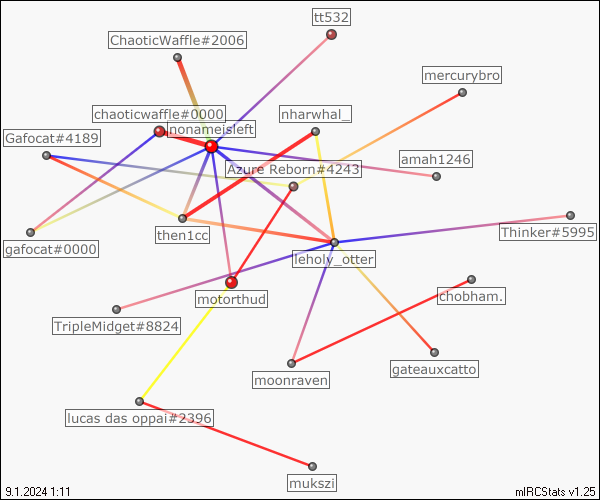 tt532
ChaoticWaffle#2006
mercurybro
chaoticwaffle#0000
nharwhal_
nonameisleft
Gafocat#4189
amah1246
Azure Reborn#4243
then1cc
Thinker#5995
gafocat#0000
leholy_otter
motorthud
chobham.
TripleMidget#8824
gateauxcatto
moonraven
lucas das oppai#2396
mukszi
9.1.2024 1:11
mIRCStats v1.25